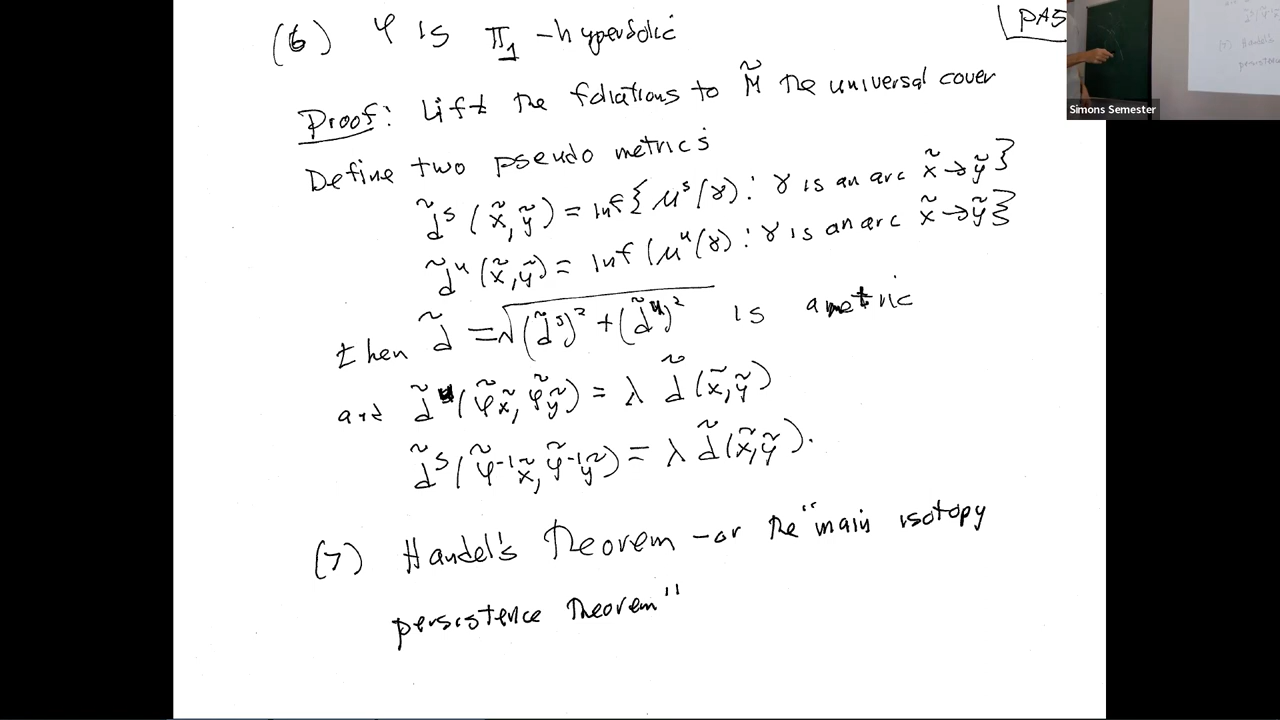 (6) φ is π₁-hyperbolic
PA5
Simons Semester
Proof: Lift the foliations to M̃ the universal cover
Define two pseudo metrics
d̃ˢ(x̃,ỹ) = inf{μˢ(γ): γ is an arc x̃→ỹ}
d̃ᵘ(x̃,ỹ) = inf(μᵘ(γ): γ is an arc x̃→ỹ}
then d̃ = √(d̃ˢ)² + (d̃ᵘ)² is a metric
and d̃ᵘ(φ̃x̃, φ̃ỹ) = λ d̃(x̃,ỹ)
d̃ˢ(φ̃⁻¹x̃, φ̃⁻¹ỹ) = λ d̃(x̃,ỹ).
(7) Handel's Theorem - or the "main isotopy
persistence theorem"